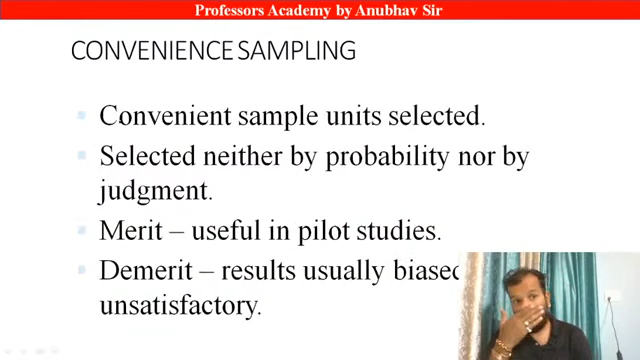 Professors Academy by Anubhav Sir
CONVENIENCE SAMPLING
Convenient sample units selected.
Selected neither by probability nor by
judgment.
Merit – useful in pilot studies.
Demerit – results usually biased
unsatisfactory.